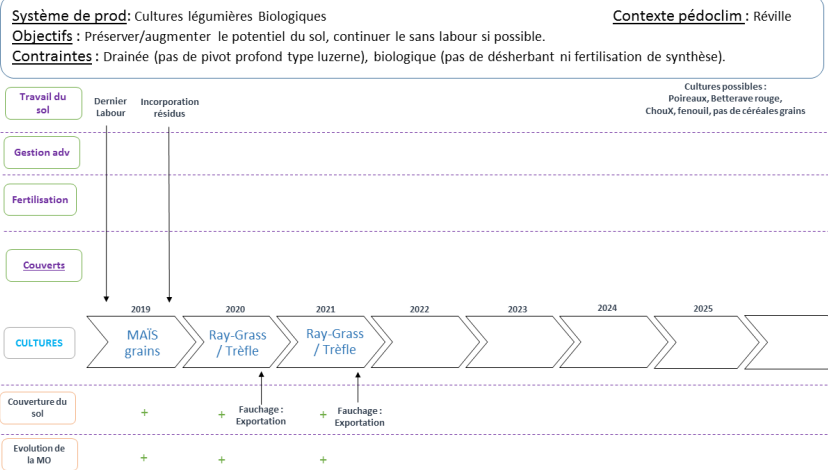 Système de prod: Cultures légumières Biologiques
Contexte pédoclim : Réville
Objectifs : Préserver/augmenter le potentiel du sol, continuer le sans labour si possible.
Contraintes : Drainée (pas de pivot profond type luzerne), biologique (pas de désherbant ni fertilisation de synthèse).
Travail du
sol
Dernier
Labour
Incorporation
résidus
Cultures possibles :
Poireaux, Betterave rouge,
ChouX, fenouil, pas de céréales grains
Gestion adv
Fertilisation
Couverts
2019
2020
2021
2022
2023
2024
2025
CULTURES
MAÏS
grains
Ray-Grass
/ Trèfle
Ray-Grass
/ Trèfle
Couverture du
sol
+
+
Fauchage :
Exportation
+
Fauchage :
Exportation
Evolution de
la MO
+
+
+